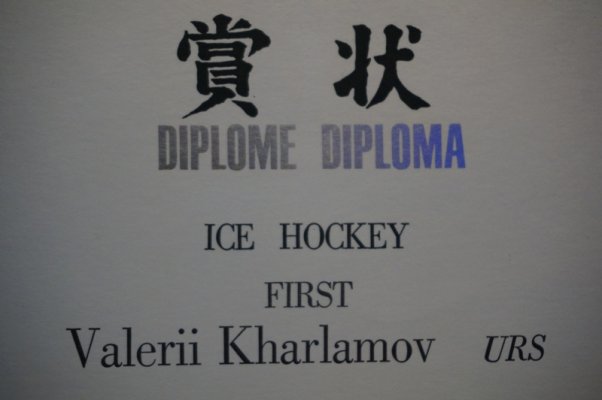 賞状
DIPLOME DIPLOMA
ICE HOCKEY
FIRST
Valerii Kharlamov URS